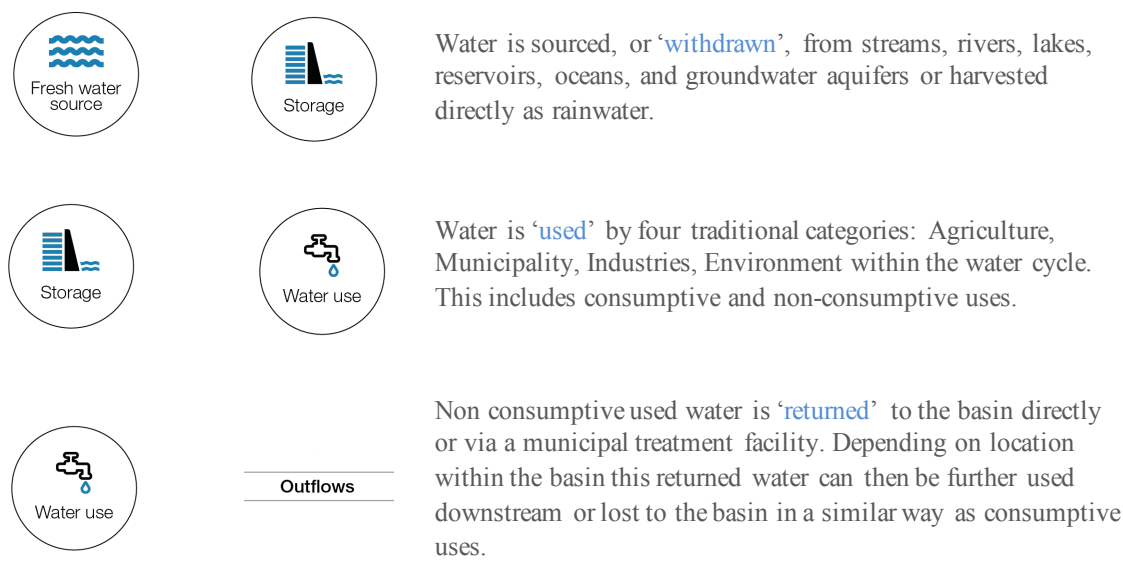 Fresh water
source
Storage
Water is sourced, or ‘withdrawn’, from streams, rivers, lakes,
reservoirs, oceans, and groundwater aquifers or harvested
directly as rainwater.
Storage
Water use
Water is ‘used’ by four traditional categories: Agriculture,
Municipality, Industries, Environment within the water cycle.
This includes consumptive and non-consumptive uses.
Water use
Outflows
Non consumptive used water is ‘returned’ to the basin directly
or via a municipal treatment facility. Depending on location
within the basin this returned water can then be further used
downstream or lost to the basin in a similar way as consumptive
uses.